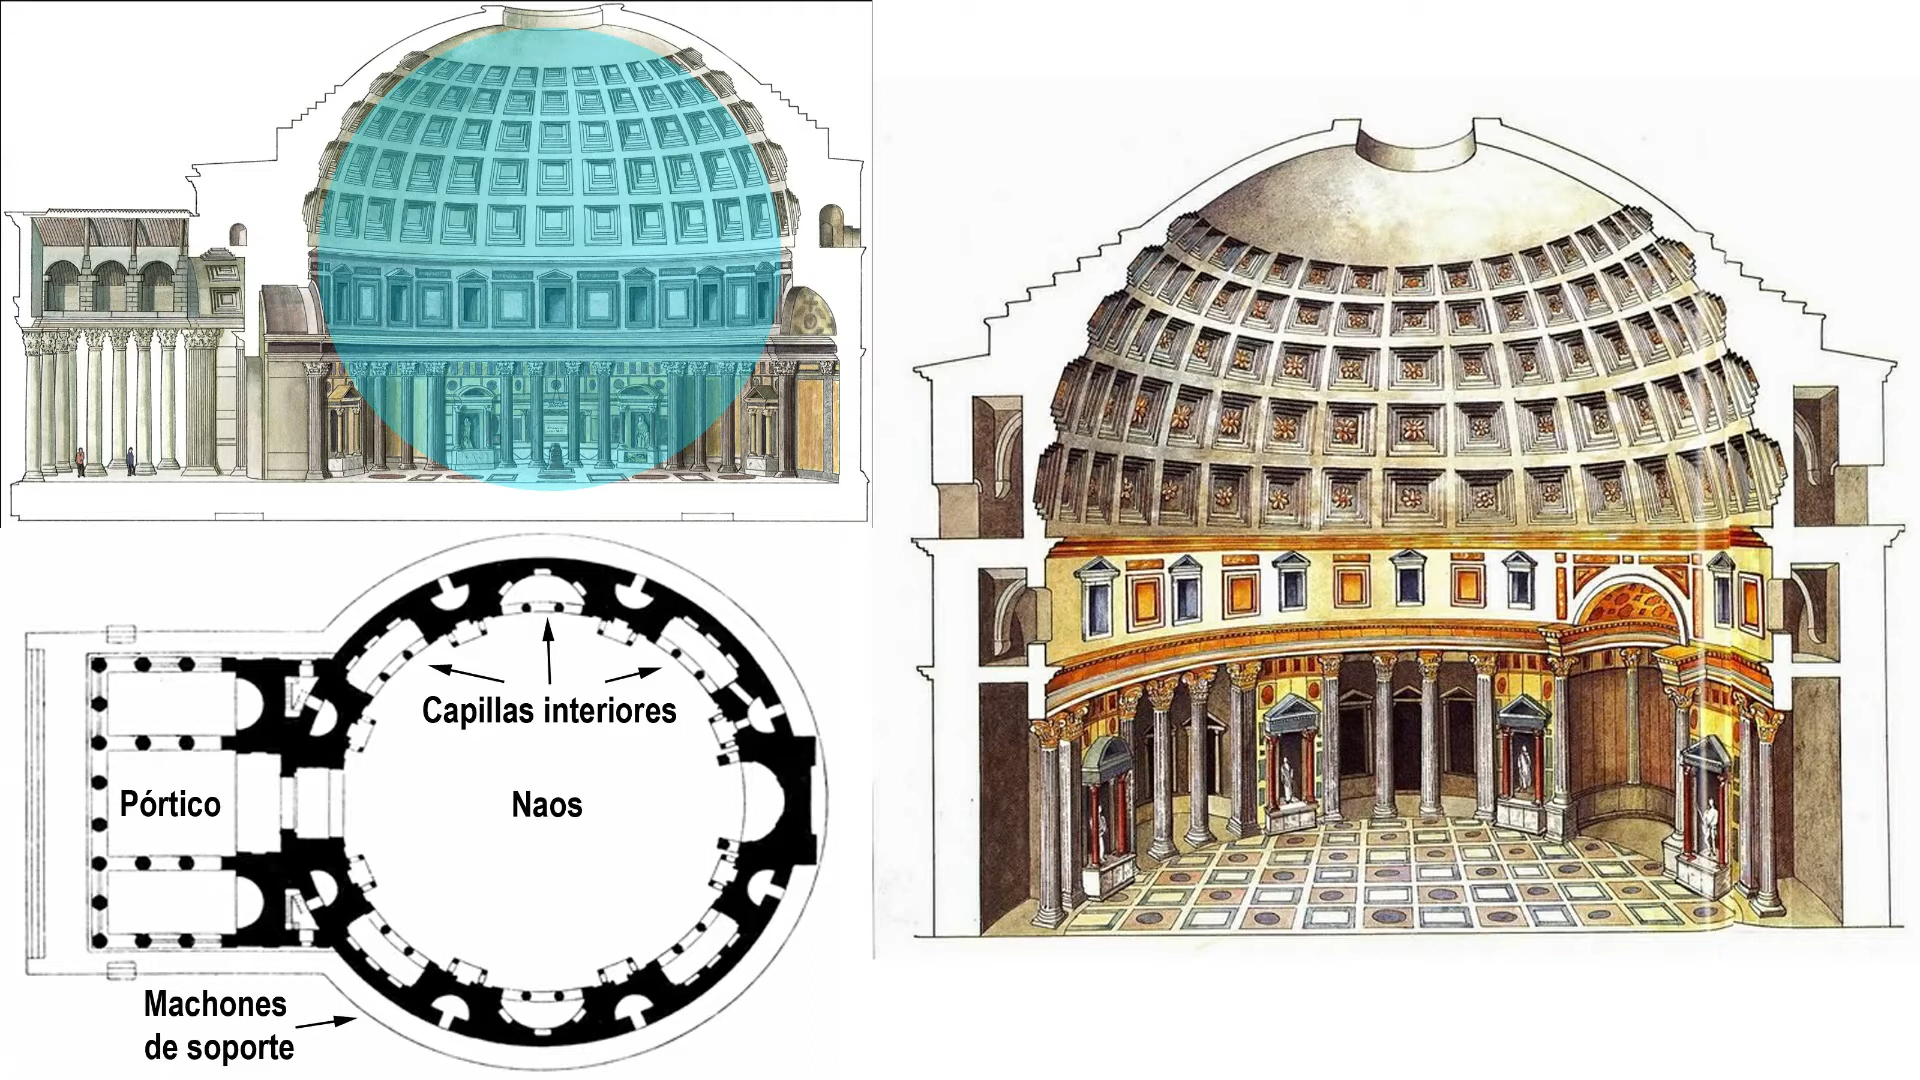 Capillas interiores
Pórtico
Naos
Machones
de soporte